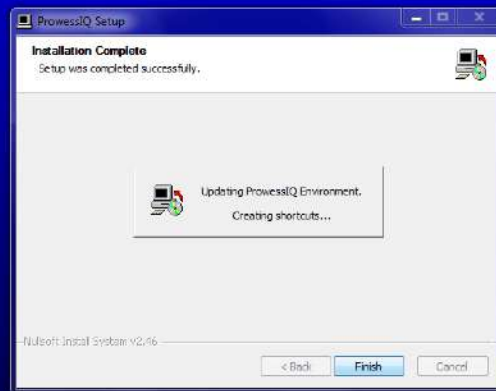 ProwessIQ Setup
Installation Complete
Setup was completed successfully.
Updating ProwessIQ Environment.
Creating shortcuts...
Nullsoft Install System v2.46
< Back
Finish
Cancel